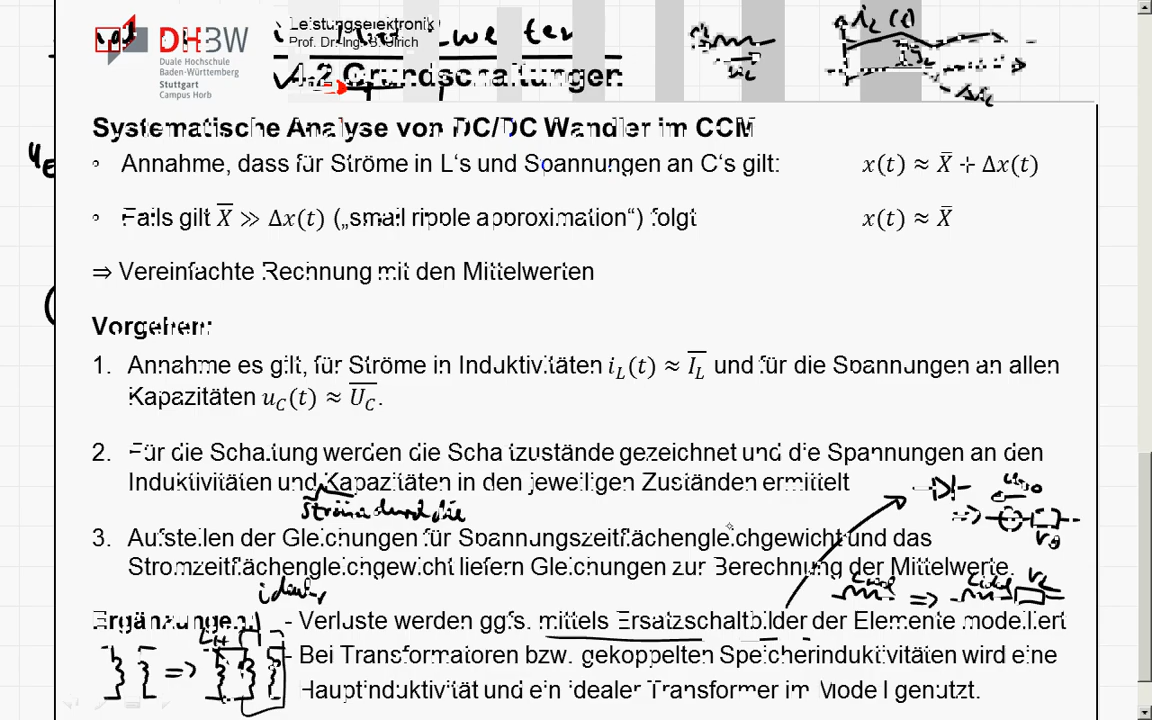 Leistungselektronik
Prof. Dr.-Ing. B. Ulrich
DHBW
Duale Hochschule
Baden-Württemberg
Stuttgart
Campus Horb
4.2 Grundschaltungen
i_L(t)
Systematische Analyse von DC/DC Wandler im CCM
◦ Annahme, dass für Ströme in L's und Spannungen an C's gilt: x(t) ≈ X̅ + Δx(t)
◦ Falls gilt X̅ ≫ Δx(t) („small ripple approximation“) folgt x(t) ≈ X̅
⇒ Vereinfachte Rechnung mit den Mittelwerten
Vorgehen:
1. Annahme es gilt, für Ströme in Induktivitäten i_L(t) ≈ I̅_L̅ und für die Spannungen an allen
Kapazitäten u_C(t) ≈ U̅_C̅.
2. Für die Schaltung werden die Schaltzustände gezeichnet und die Spannungen an den
Induktivitäten und Kapazitäten in den jeweiligen Zuständen ermittelt
Ströme durch die
3. Aufstellen der Gleichungen für Spannungszeitflächengleichgewicht und das
Stromzeitflächengleichgewicht liefern Gleichungen zur Berechnung der Mittelwerte.
Ergänzungen: - Verluste werden ggfs. mittels Ersatzschaltbilder der Elemente modelliert
- Bei Transformatoren bzw. gekoppelten Speicherinduktivitäten wird eine
Hauptinduktivität und ein idealer Transformer im Modell genutzt.